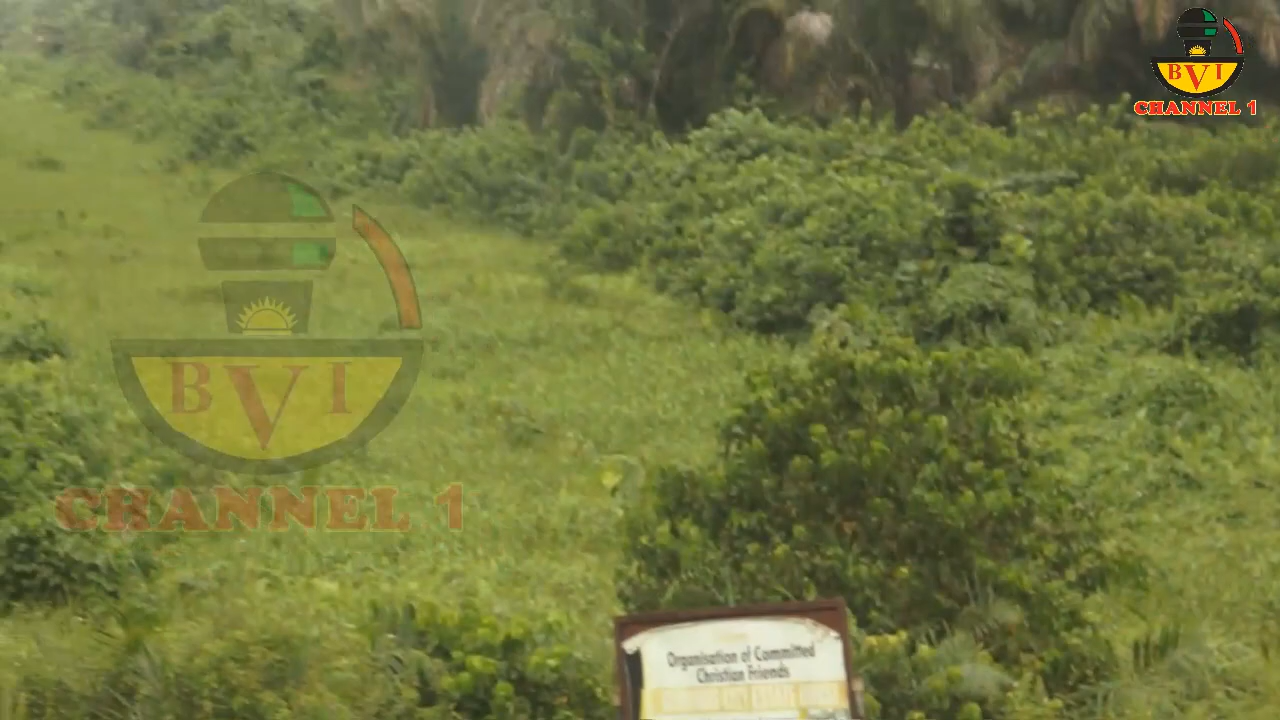 BVI
CHANNEL 1
BVI
CHANNEL 1
Organisation of Committed
Christian Friends